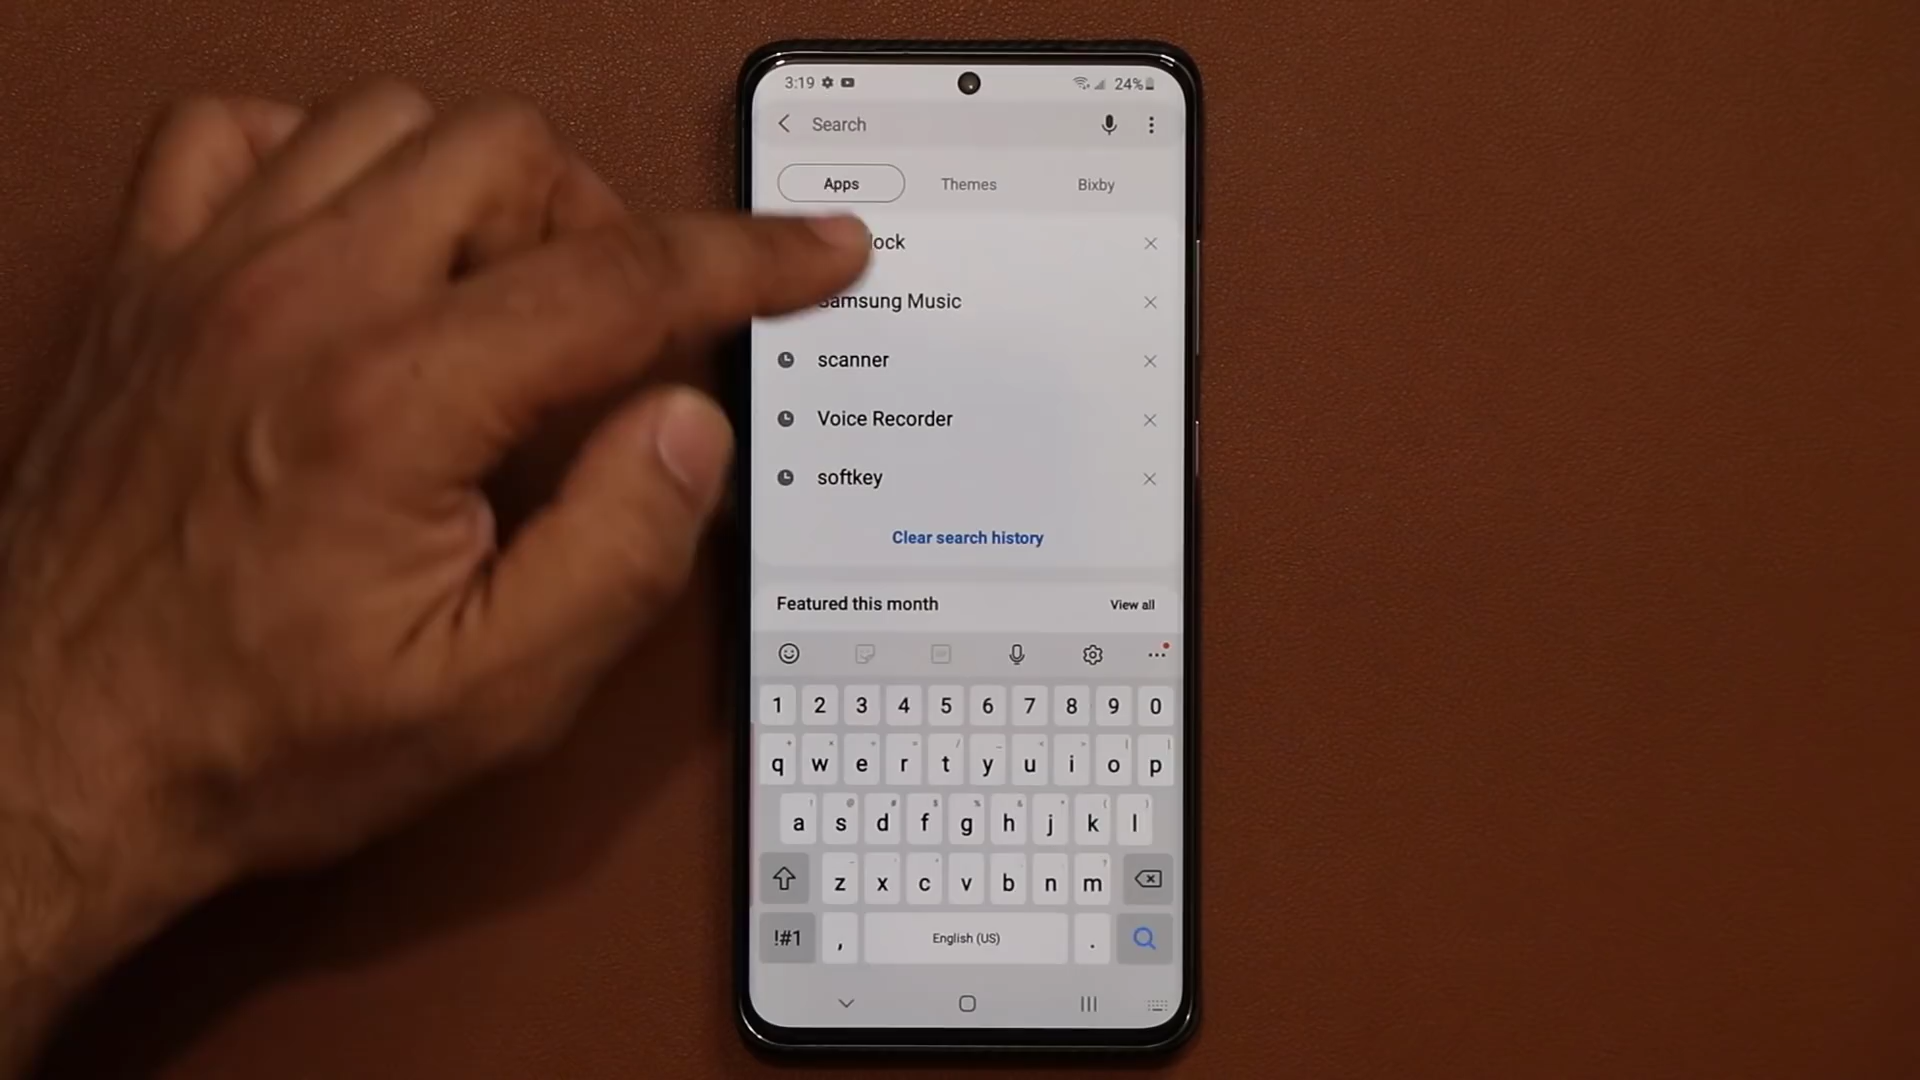 3:19
24%
Search
Apps Themes Bixby
Samsung Music
scanner
Voice Recorder
softkey
Clear search history
Featured this month
View all
1 2 3 4 5 6 7 8 9 0
q w e r t y u i o p
a s d f g h j k l
z x c v b n m
!#1 , English (US) .